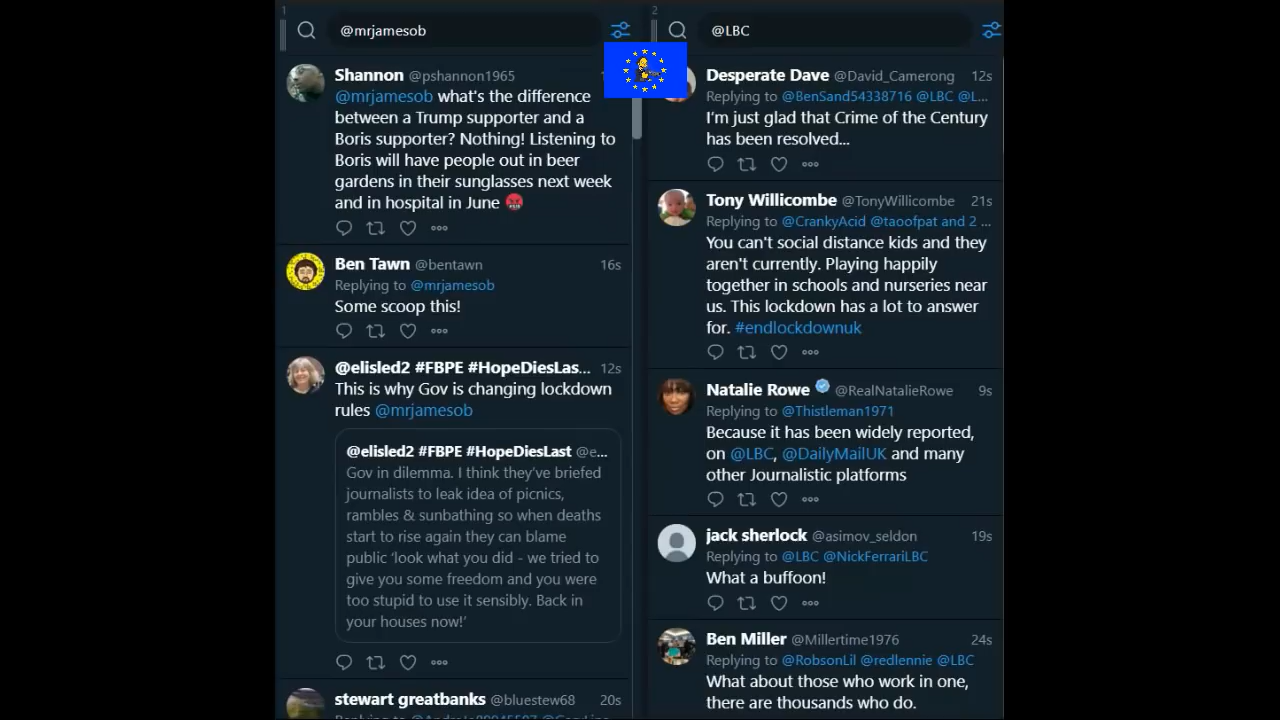 1
@mrjamesob
Shannon @pshannon1965
@mrjamesob what's the difference
between a Trump supporter and a
Boris supporter? Nothing! Listening to
Boris will have people out in beer
gardens in their sunglasses next week
and in hospital in June
Ben Tawn @bentawn 16s
Replying to @mrjamesob
Some scoop this!
@elisled2 #FBPE #HopeDiesLas... 12s
This is why Gov is changing lockdown
rules @mrjamesob
@elisled2 #FBPE #HopeDiesLast @e...
Gov in dilemma. I think they've briefed
journalists to leak idea of picnics,
rambles & sunbathing so when deaths
start to rise again they can blame
public ‘look what you did - we tried to
give you some freedom and you were
too stupid to use it sensibly. Back in
your houses now!’
stewart greatbanks @bluestew68 20s
2
@LBC
Desperate Dave @David_Camerong 12s
Replying to @BenSand54338716 @LBC @L...
I'm just glad that Crime of the Century
has been resolved...
Tony Willicombe @TonyWillicombe 21s
Replying to @CrankyAcid @taoofpat and 2 ...
You can't social distance kids and they
aren't currently. Playing happily
together in schools and nurseries near
us. This lockdown has a lot to answer
for. #endlockdownuk
Natalie Rowe @RealNatalieRowe 9s
Replying to @Thistleman1971
Because it has been widely reported,
on @LBC, @DailyMailUK and many
other Journalistic platforms
jack sherlock @asimov_seldon 19s
Replying to @LBC @NickFerrariLBC
What a buffoon!
Ben Miller @Millertime1976 24s
Replying to @RobsonLil @redlennie @LBC
What about those who work in one,
there are thousands who do.